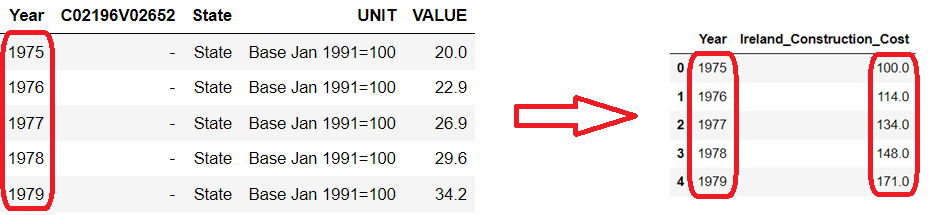 Year C02196V02652 State UNIT VALUE
1975 - State Base Jan 1991=100 20.0
1976 - State Base Jan 1991=100 22.9
1977 - State Base Jan 1991=100 26.9
1978 - State Base Jan 1991=100 29.6
1979 - State Base Jan 1991=100 34.2
Year Ireland_Construction_Cost
0 1975 100.0
1 1976 114.0
2 1977 134.0
3 1978 148.0
4 1979 171.0